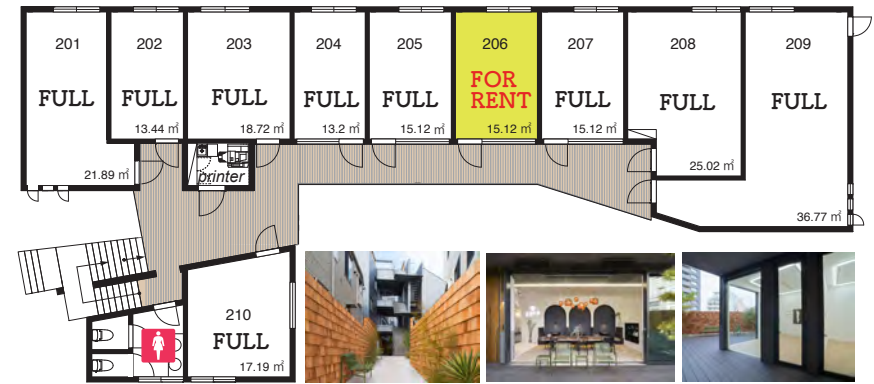 201
FULL
21.89 ㎡
202
FULL
13.44 ㎡
203
FULL
18.72 ㎡
204
FULL
13.2 ㎡
205
FULL
15.12 ㎡
206
FOR
RENT
15.12 ㎡
207
FULL
15.12 ㎡
208
FULL
25.02 ㎡
209
FULL
36.77 ㎡
printer
210
FULL
17.19 ㎡